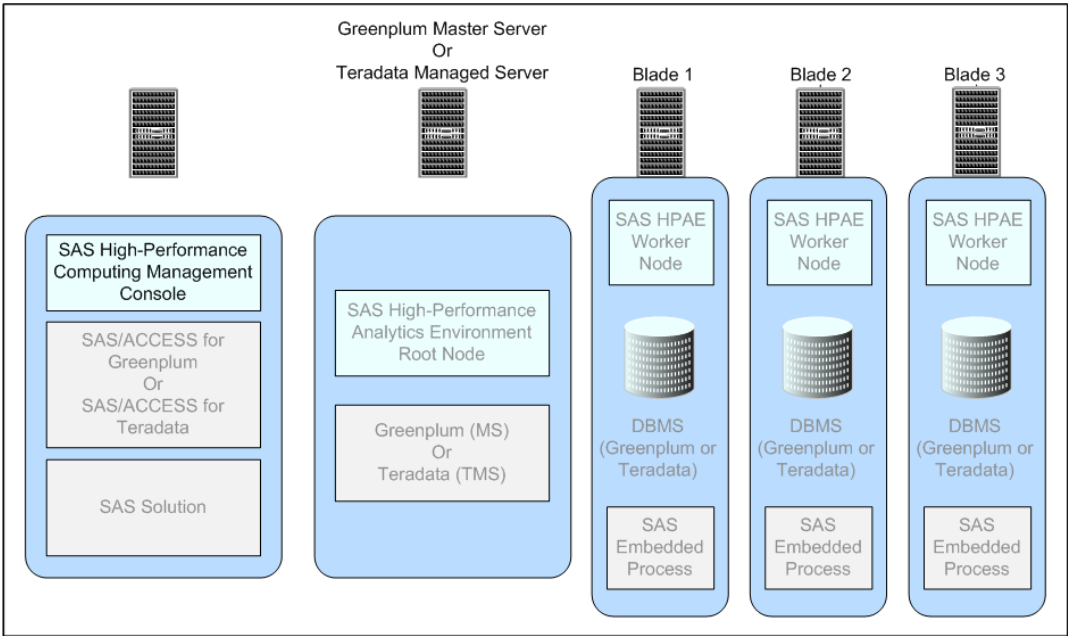 Greenplum Master Server
Or
Teradata Managed Server
Blade 1
Blade 2
Blade 3
SAS High-Performance
Computing Management
Console
SAS/ACCESS for
Greenplum
Or
SAS/ACCESS for
Teradata
SAS Solution
SAS High-Performance
Analytics Environment
Root Node
Greenplum (MS)
Or
Teradata (TMS)
SAS HPAE
Worker
Node
DBMS
(Greenplum or
Teradata)
SAS
Embedded
Process
SAS HPAE
Worker
Node
DBMS
(Greenplum or
Teradata)
SAS
Embedded
Process
SAS HPAE
Worker
Node
DBMS
(Greenplum or
Teradata)
SAS
Embedded
Process